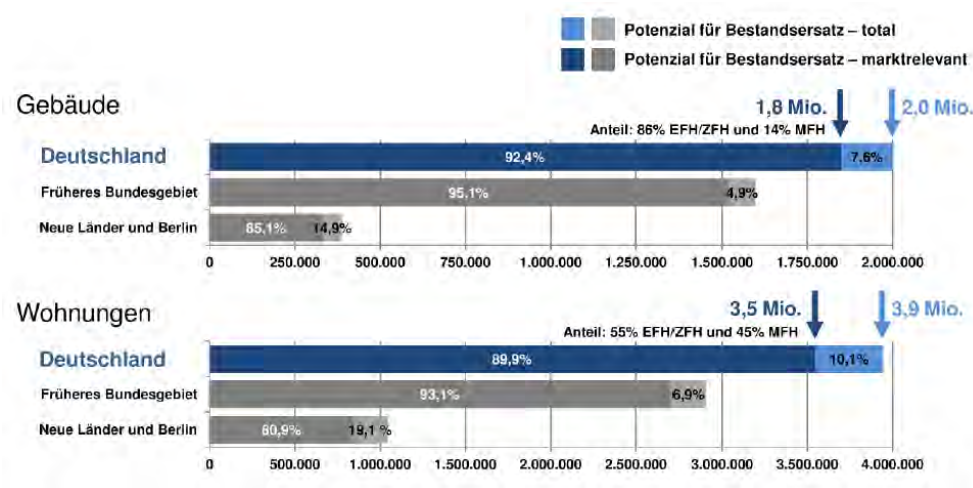 Potenzial für Bestandsersatz – total
Potenzial für Bestandsersatz – marktrelevant
Gebäude
1,8 Mio. 2,0 Mio.
Anteil: 86% EFH/ZFH und 14% MFH
Deutschland 92,4% 7,6%
Früheres Bundesgebiet 95,1% 4,9%
Neue Länder und Berlin 85,1% 14,9%
0 250.000 500.000 750.000 1.000.000 1.250.000 1.500.000 1.750.000 2.000.000
Wohnungen
3,5 Mio. 3,9 Mio.
Anteil: 55% EFH/ZFH und 45% MFH
Deutschland 89,9% 10,1%
Früheres Bundesgebiet 93,1% 6,9%
Neue Länder und Berlin 80,9% 19,1 %
0 500.000 1.000.000 1.500.000 2.000.000 2.500.000 3.000.000 3.500.000 4.000.000